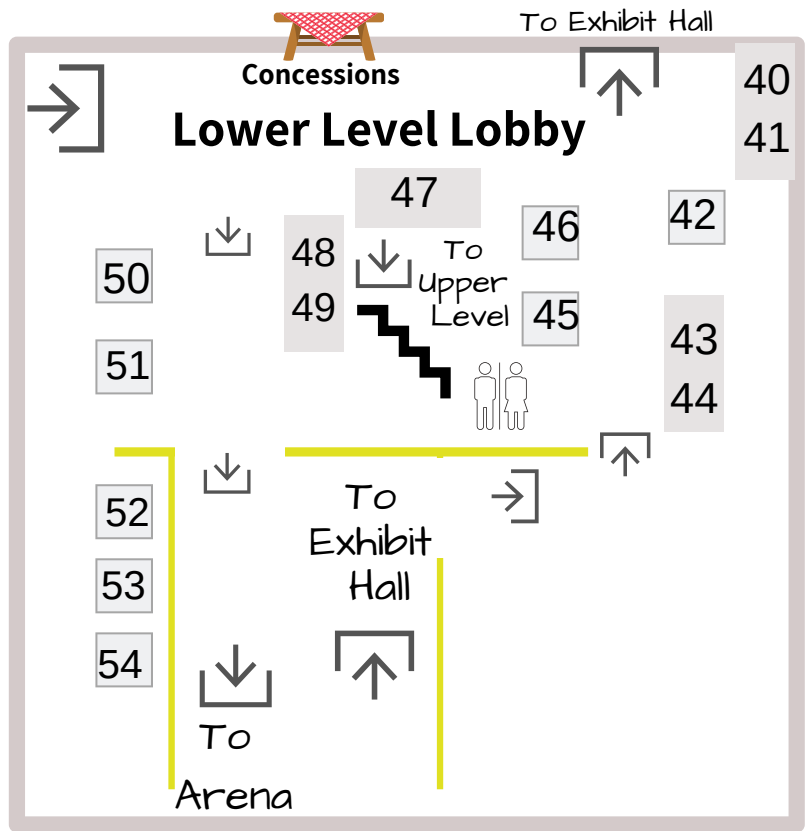 To Exhibit Hall
Concessions
Lower Level Lobby
40
41
47
46
42
48
49
To
Upper
Level
50
45
51
43
44
52
53
54
To
Exhibit
Hall
To
Arena